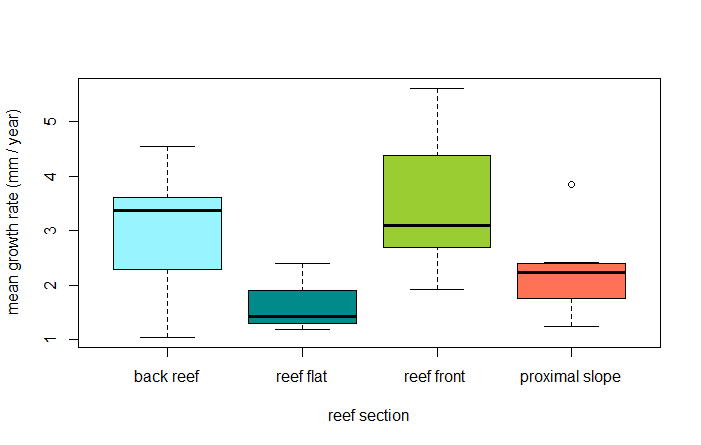 mean growth rate (mm / year)
5
4
3
2
1
back reef
reef flat
reef front
proximal slope
reef section